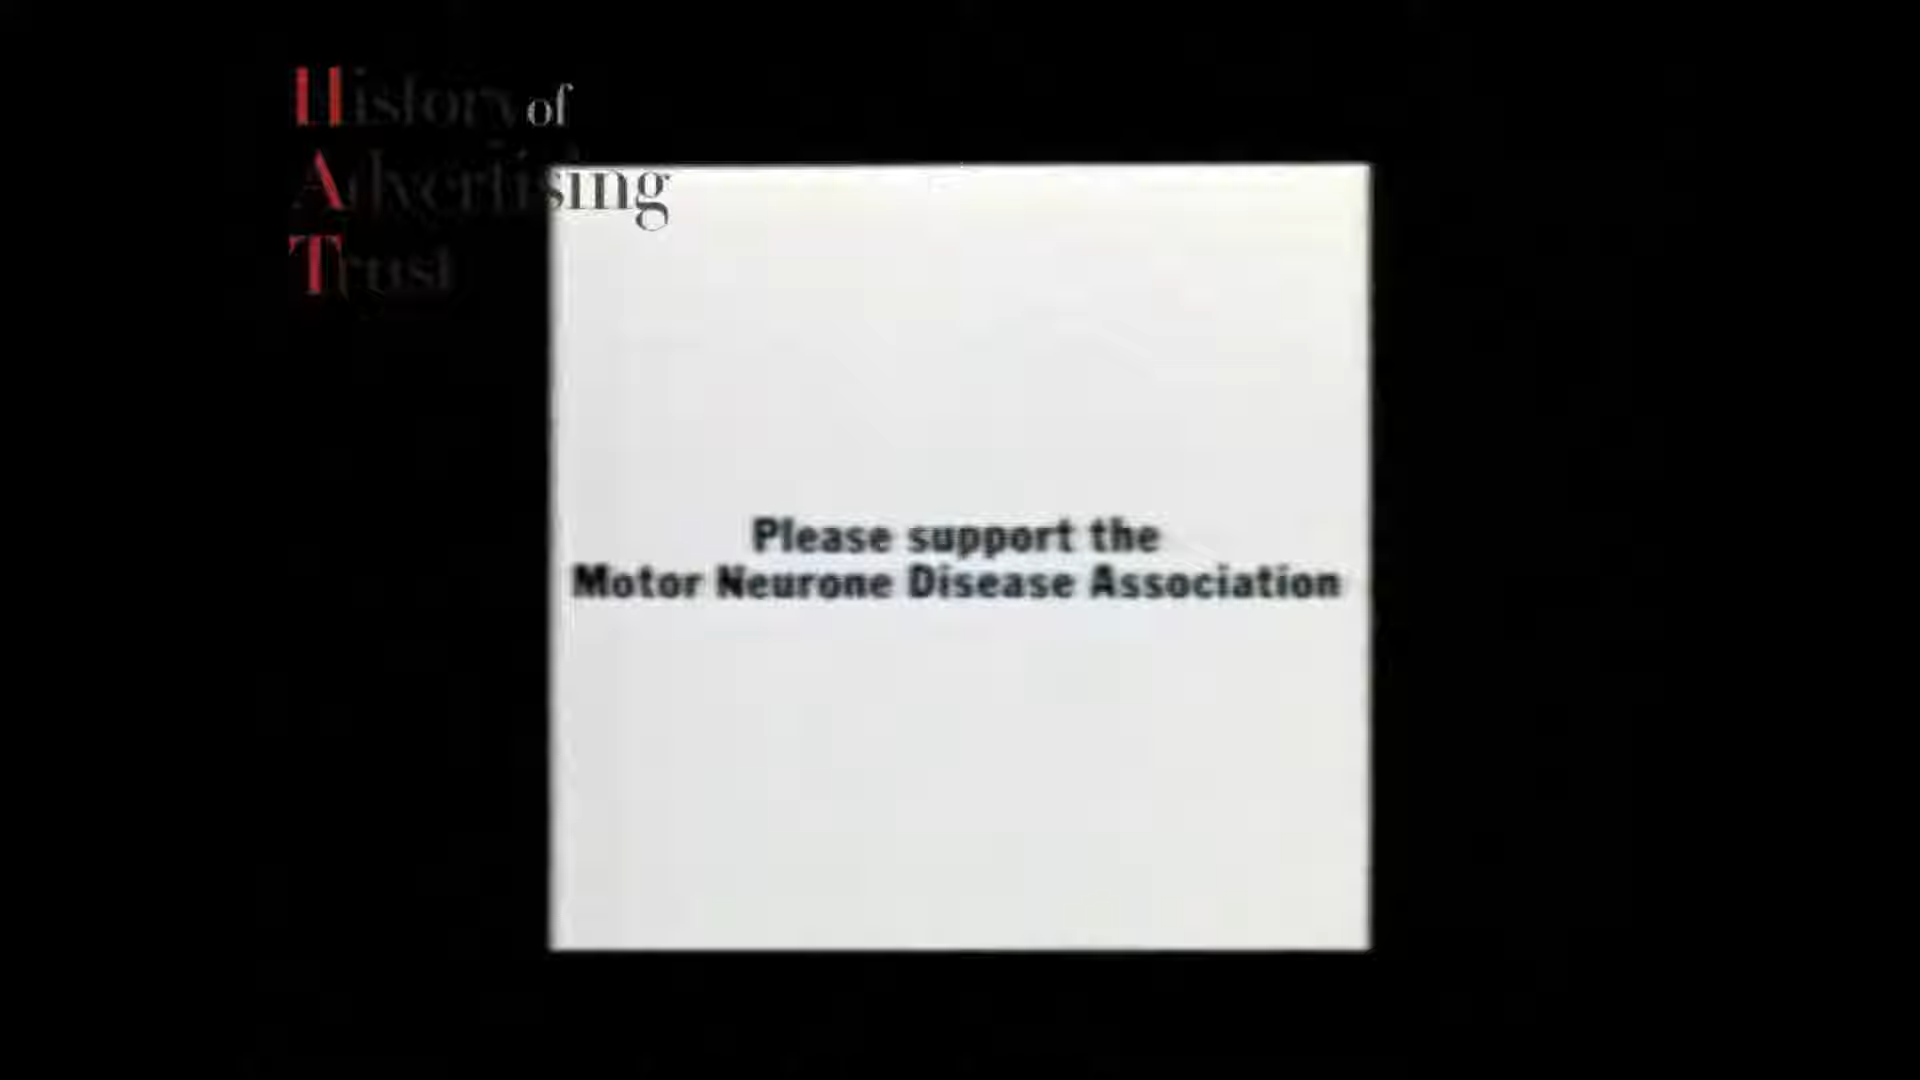 History of
Advertising
Trust
Please support the
Motor Neurone Disease Association